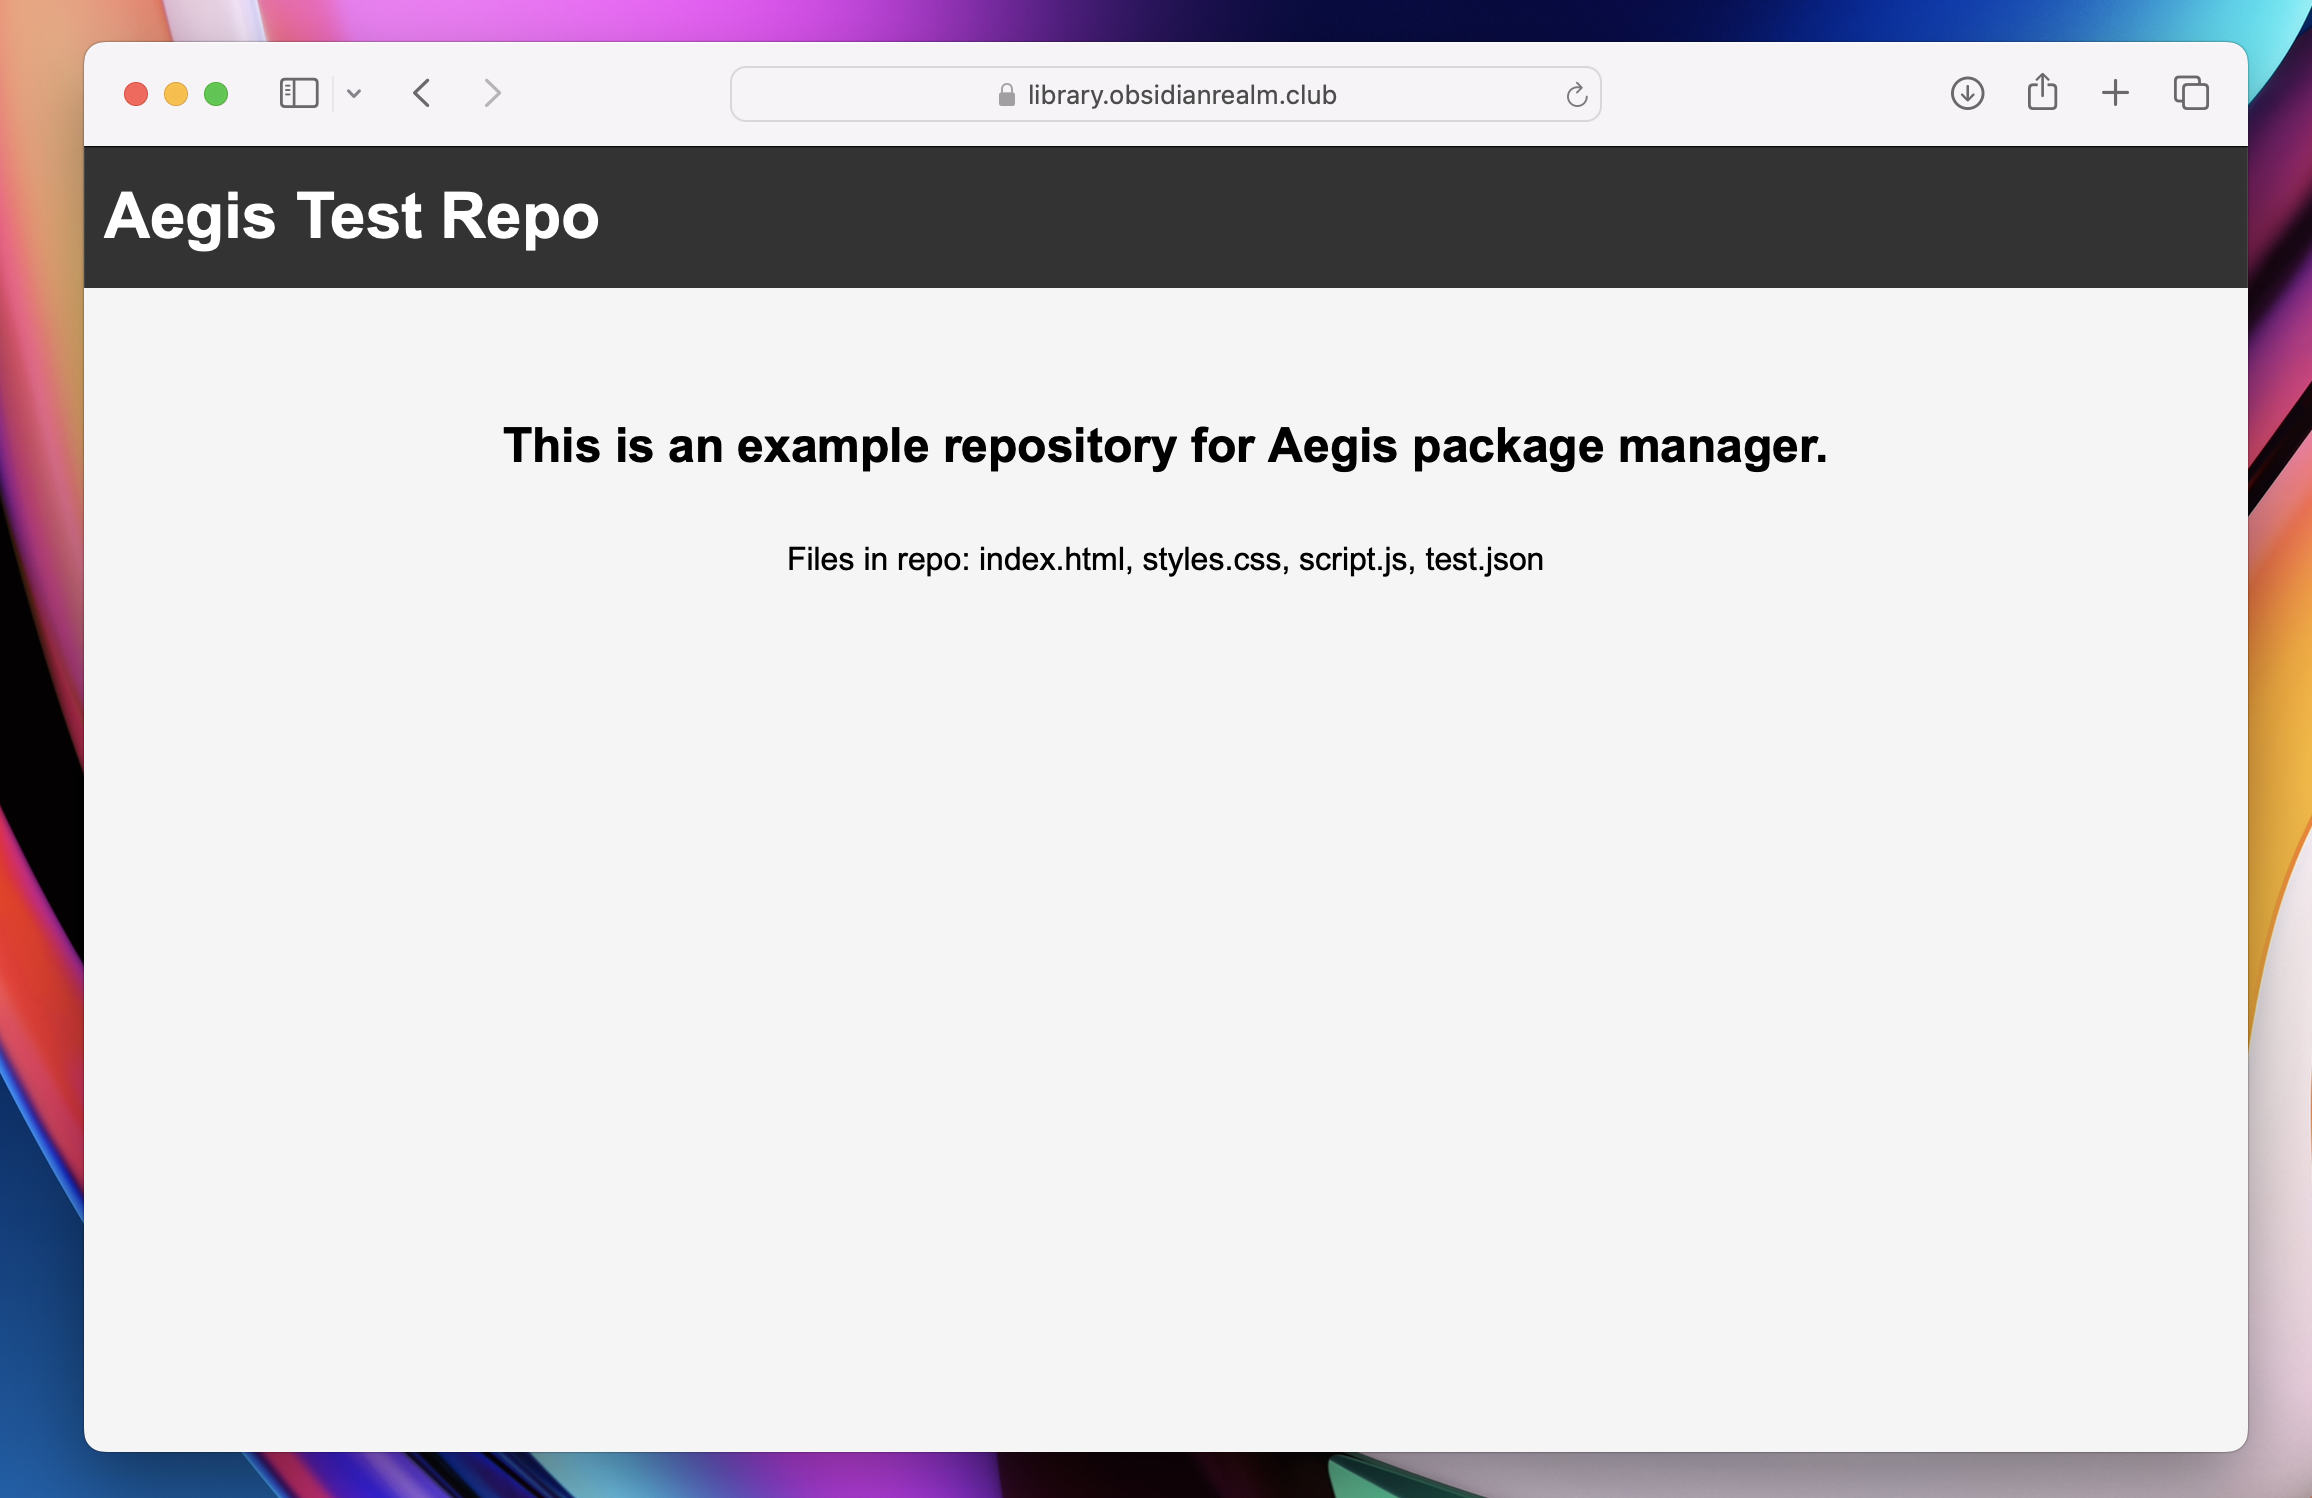 library.obsidianrealm.club
Aegis Test Repo
This is an example repository for Aegis package manager.
Files in repo: index.html, styles.css, script.js, test.json